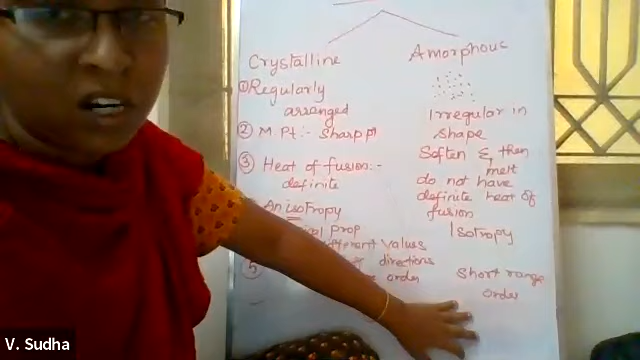 Crystalline
Amorphous
① Regularly
arranged
Irregular in
shape
② M Pt :- Sharp pt
Soften & then
melt
③ Heat of fusion :-
definite
do not have
definite heat of
fusion
Anisotropy
Isotropy
prop
different values
directions
⑤
order
Short range
order
V. Sudha